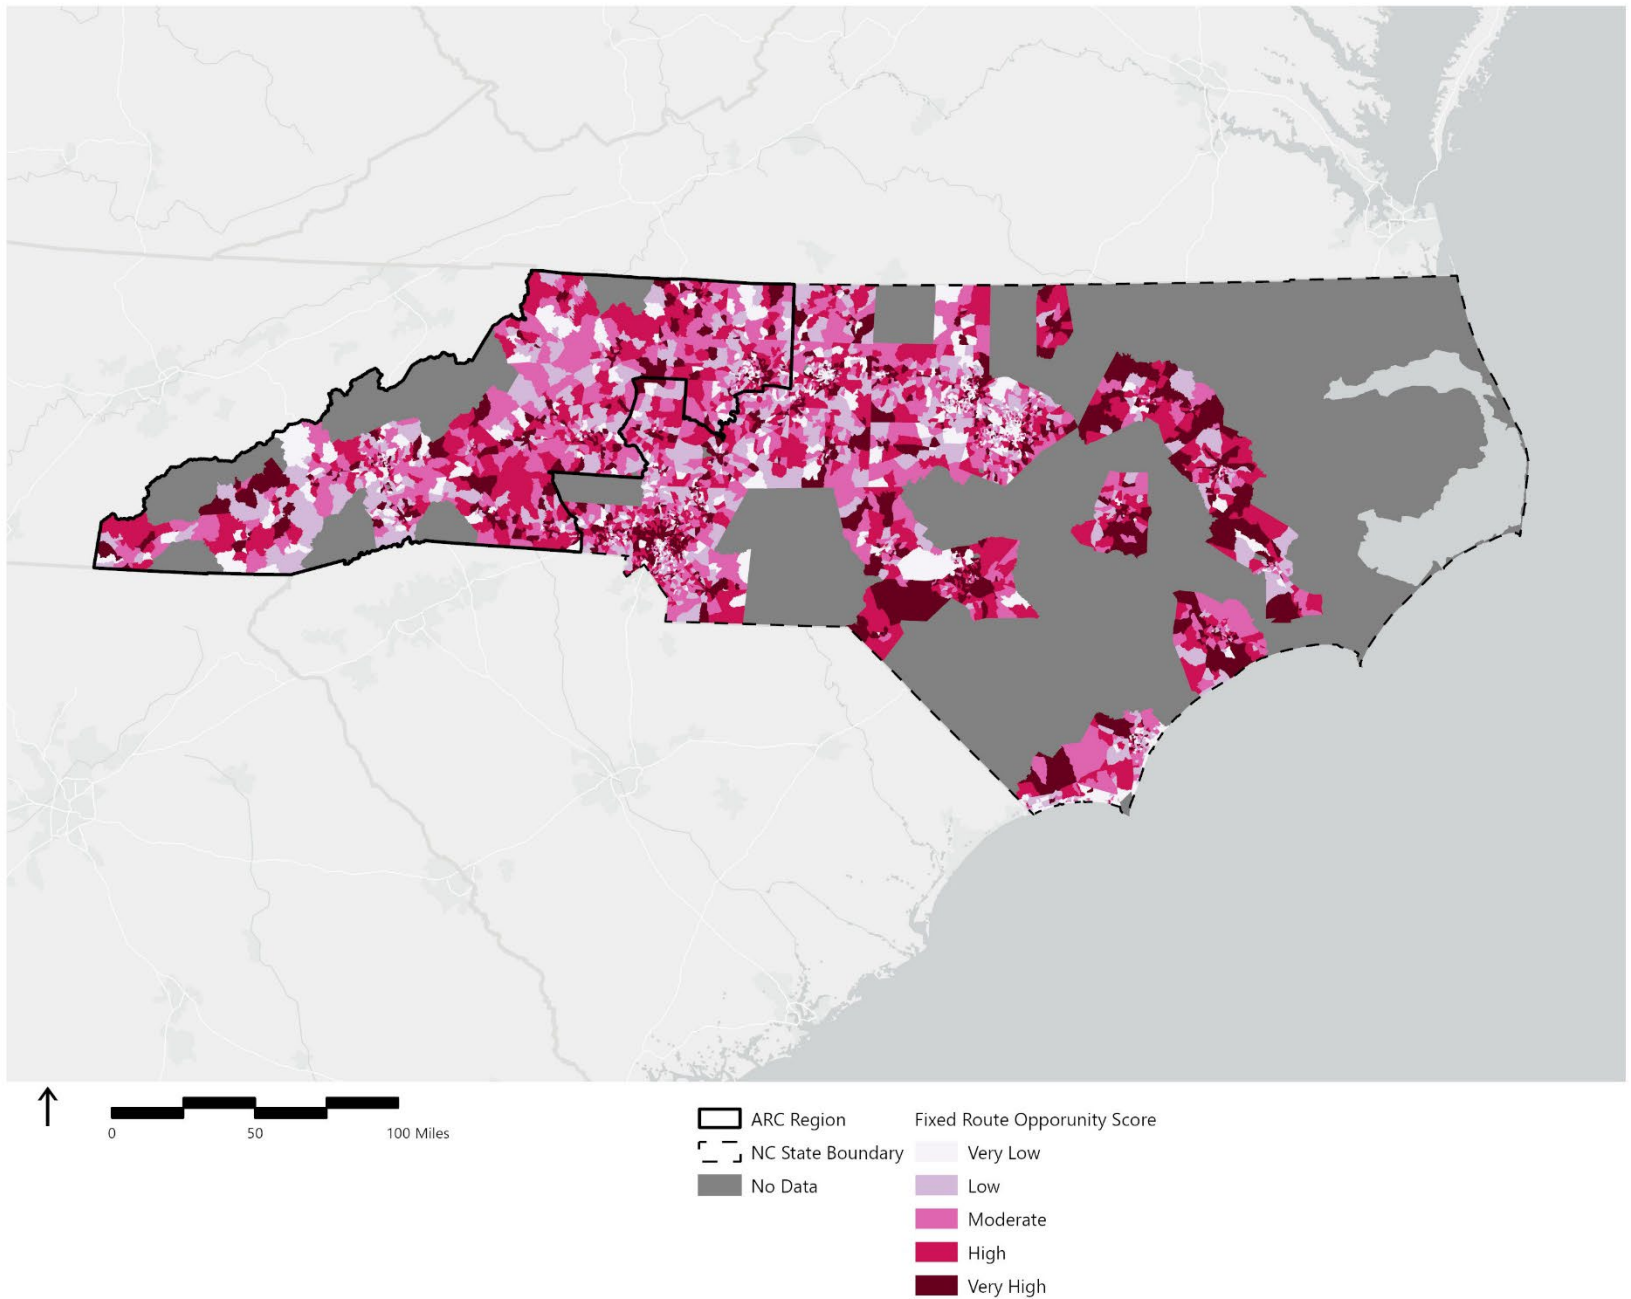 0 50 100 Miles
ARC Region
NC State Boundary
No Data
Fixed Route Opporunity Score
Very Low
Low
Moderate
High
Very High